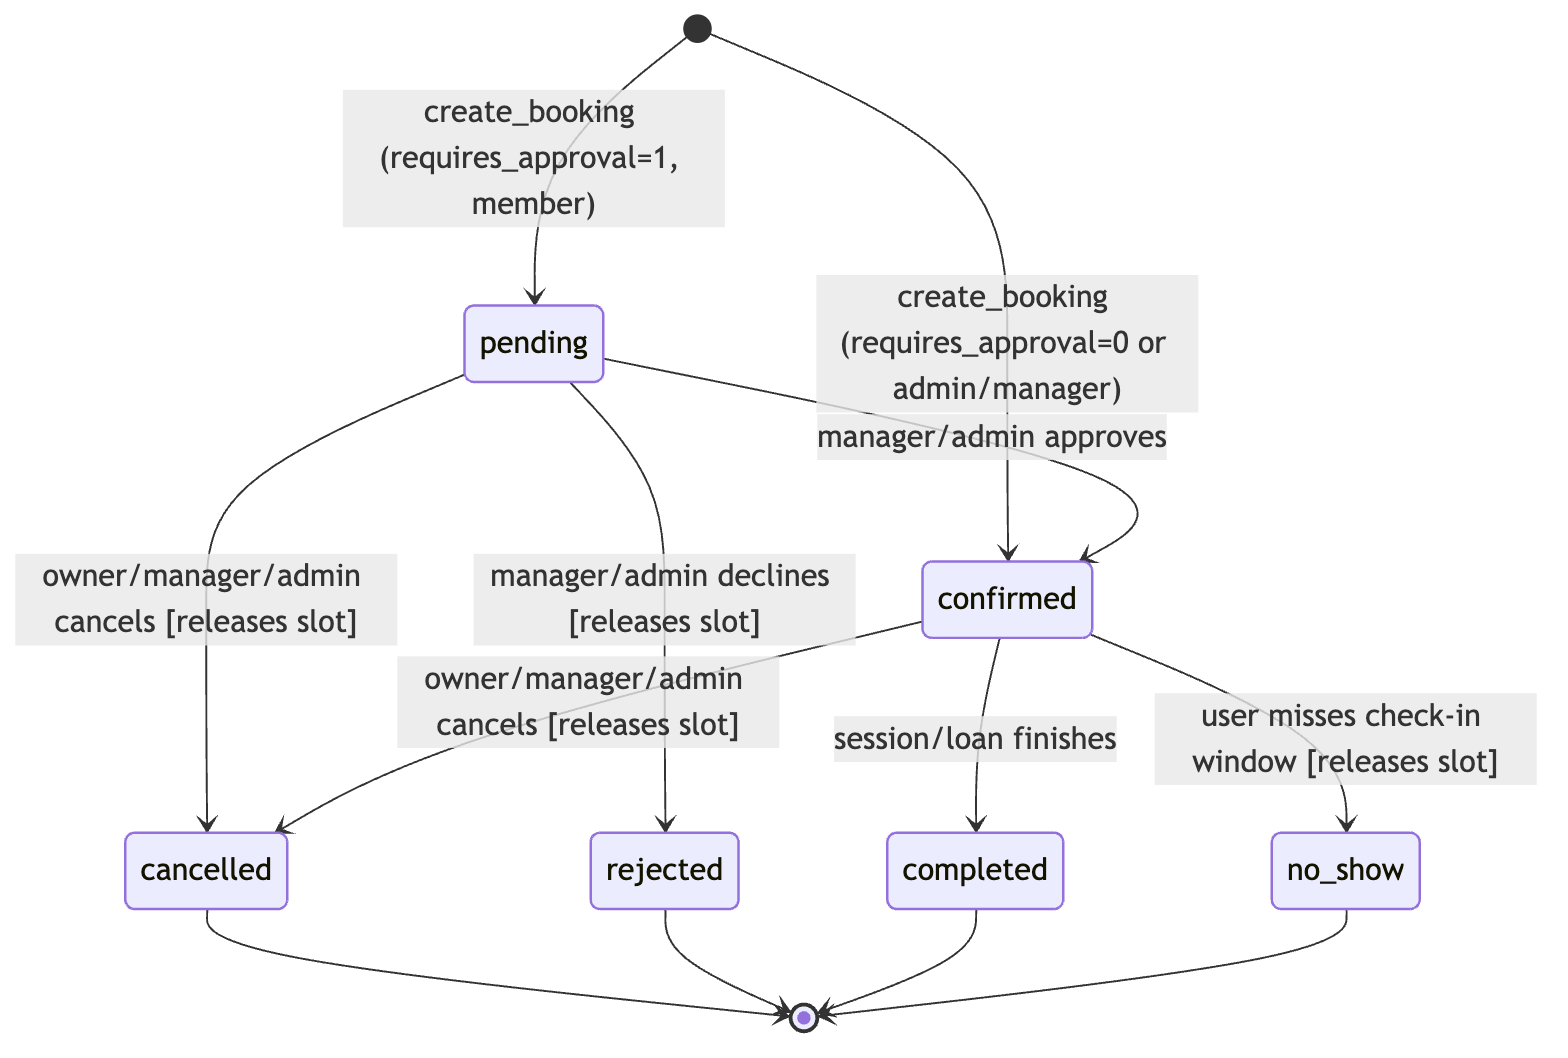 create_booking
(requires_approval=1,
member)
create_booking
(requires_approval=0 or
admin/manager)
pending
manager/admin approves
owner/manager/admin
cancels [releases slot]
manager/admin declines
[releases slot]
confirmed
owner/manager/admin
cancels [releases slot]
session/loan finishes
user misses check-in
window [releases slot]
cancelled
rejected
completed
no_show